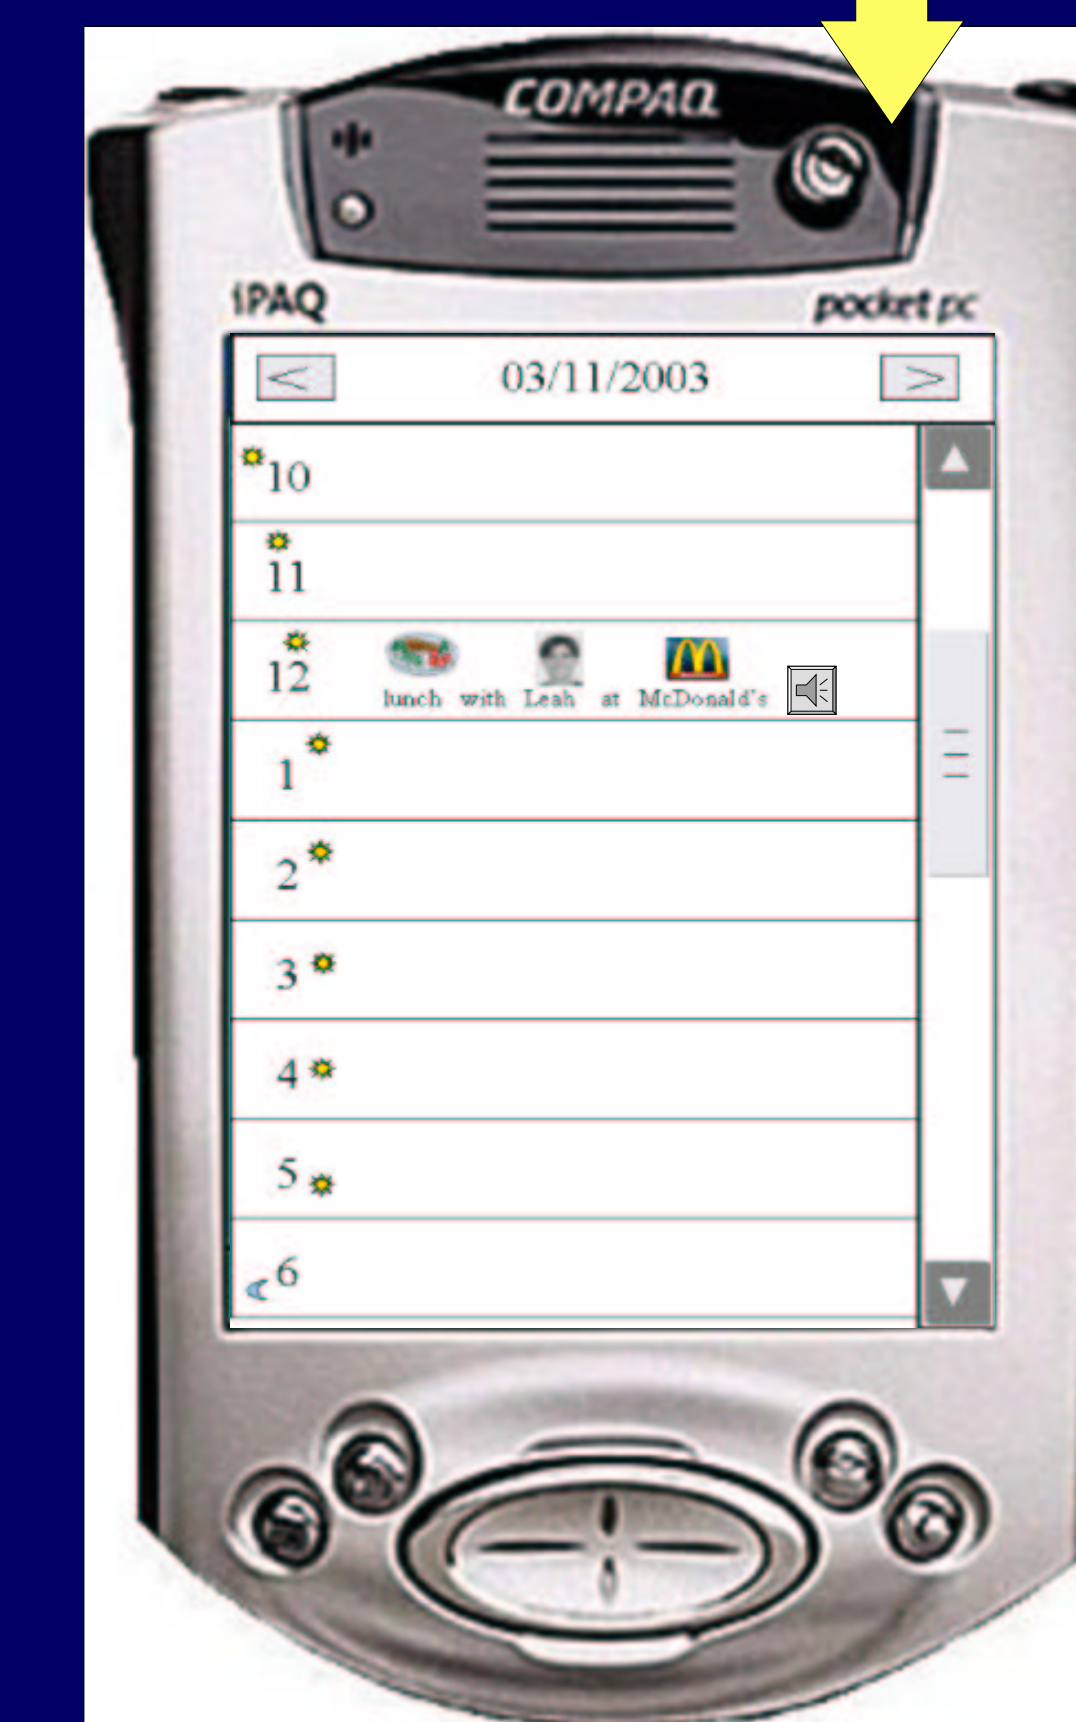 COMPAQ
iPAQ pocket pc
< 03/11/2003 >
10
11
12
lunch with Leah at McDonald's
1
2
3
4
5
6